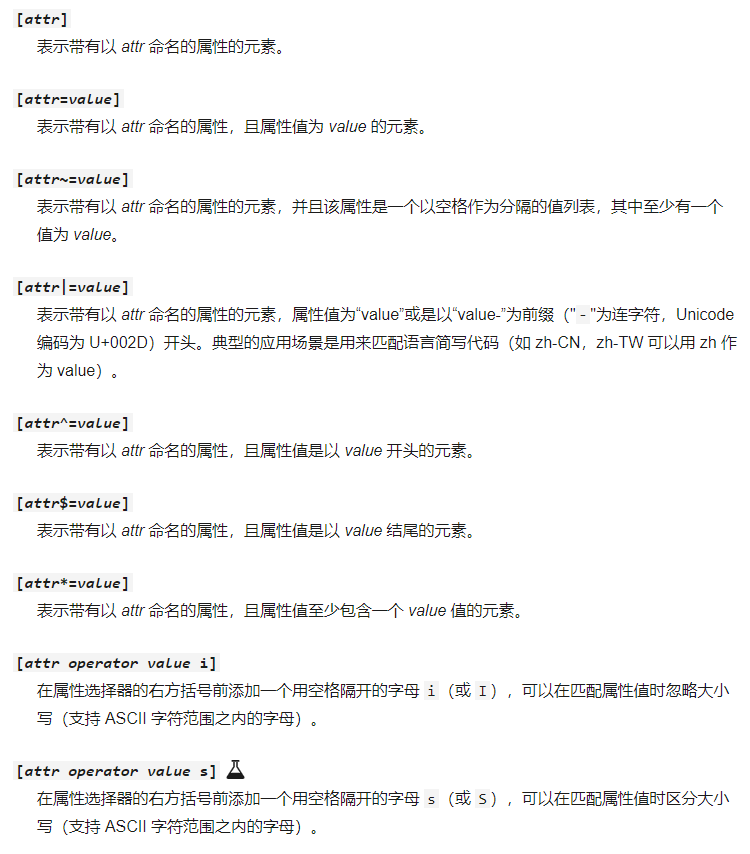 [attr]
表示带有以 attr 命名的属性的元素。
[attr=value]
表示带有以 attr 命名的属性，且属性值为 value 的元素。
[attr~=value]
表示带有以 attr 命名的属性的元素，并且该属性是一个以空格作为分隔的值列表，其中至少有一个
值为 value。
[attr|=value]
表示带有以 attr 命名的属性的元素，属性值为“value”或是以“value-”为前缀（"-"为连字符，Unicode
编码为 U+002D）开头。典型的应用场景是用来匹配语言简写代码（如 zh-CN，zh-TW 可以用 zh 作
为 value）。
[attr^=value]
表示带有以 attr 命名的属性，且属性值是以 value 开头的元素。
[attr$=value]
表示带有以 attr 命名的属性，且属性值是以 value 结尾的元素。
[attr*=value]
表示带有以 attr 命名的属性，且属性值至少包含一个 value 值的元素。
[attr operator value i]
在属性选择器的右方括号前添加一个用空格隔开的字母 i（或 I），可以在匹配属性值时忽略大小
写（支持 ASCII 字符范围之内的字母）。
[attr operator value s]
在属性选择器的右方括号前添加一个用空格隔开的字母 s（或 S），可以在匹配属性值时区分大小
写（支持 ASCII 字符范围之内的字母）。